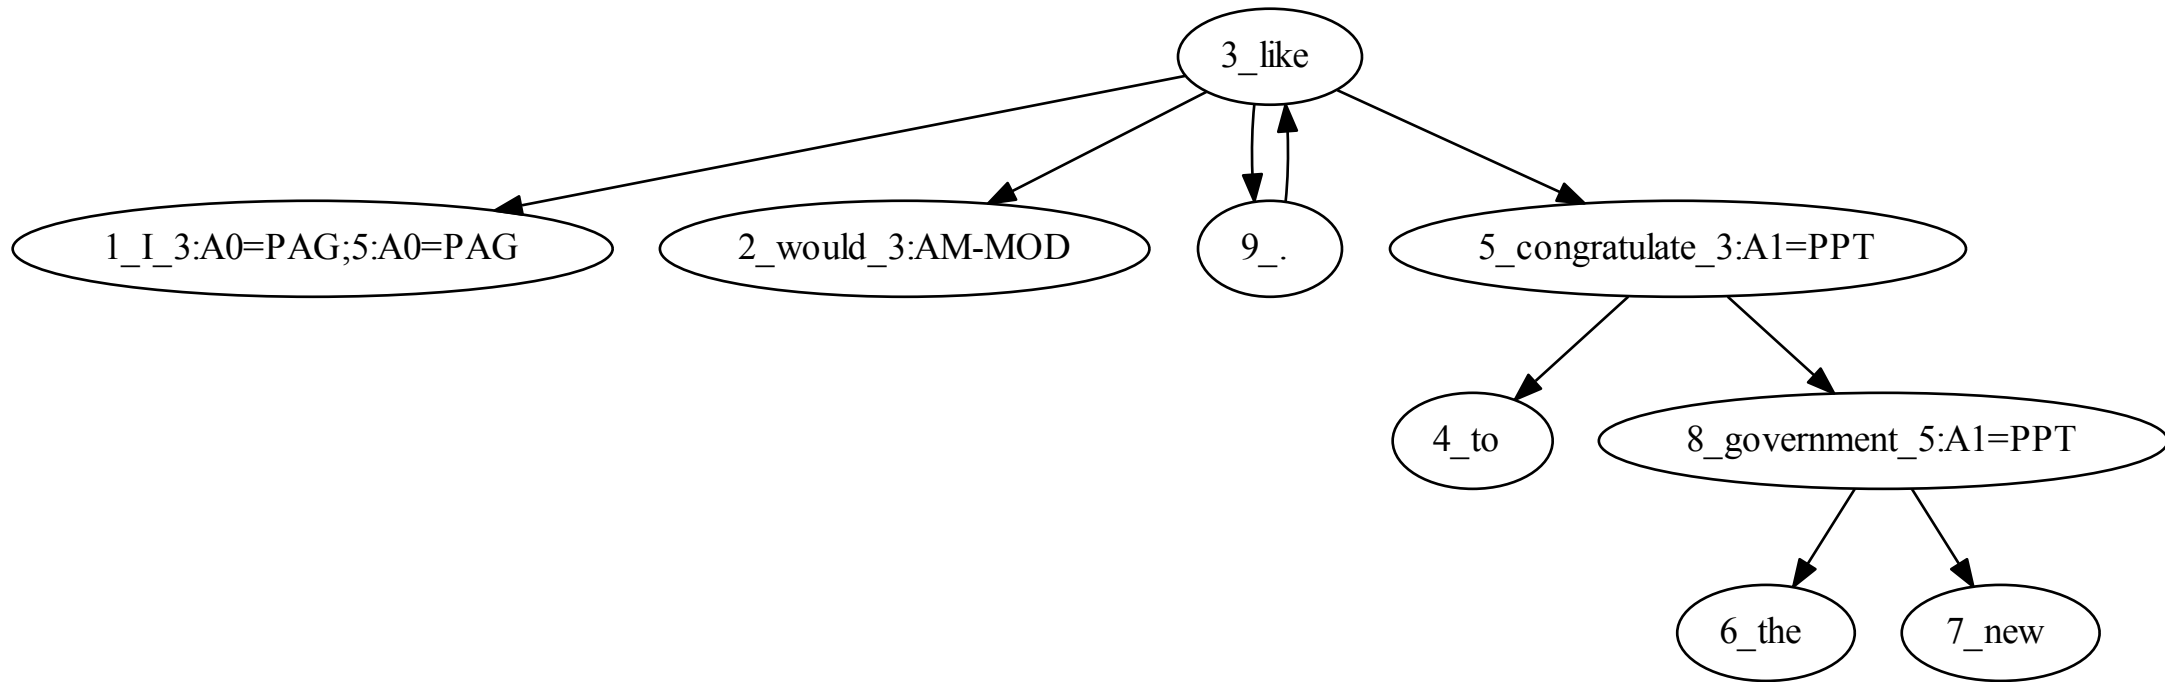 3_like
1_I_3:A0=PAG;5:A0=PAG
2_would_3:AM-MOD
9_.
5_congratulate_3:A1=PPT
4_to
8_government_5:A1=PPT
6_the
7_new